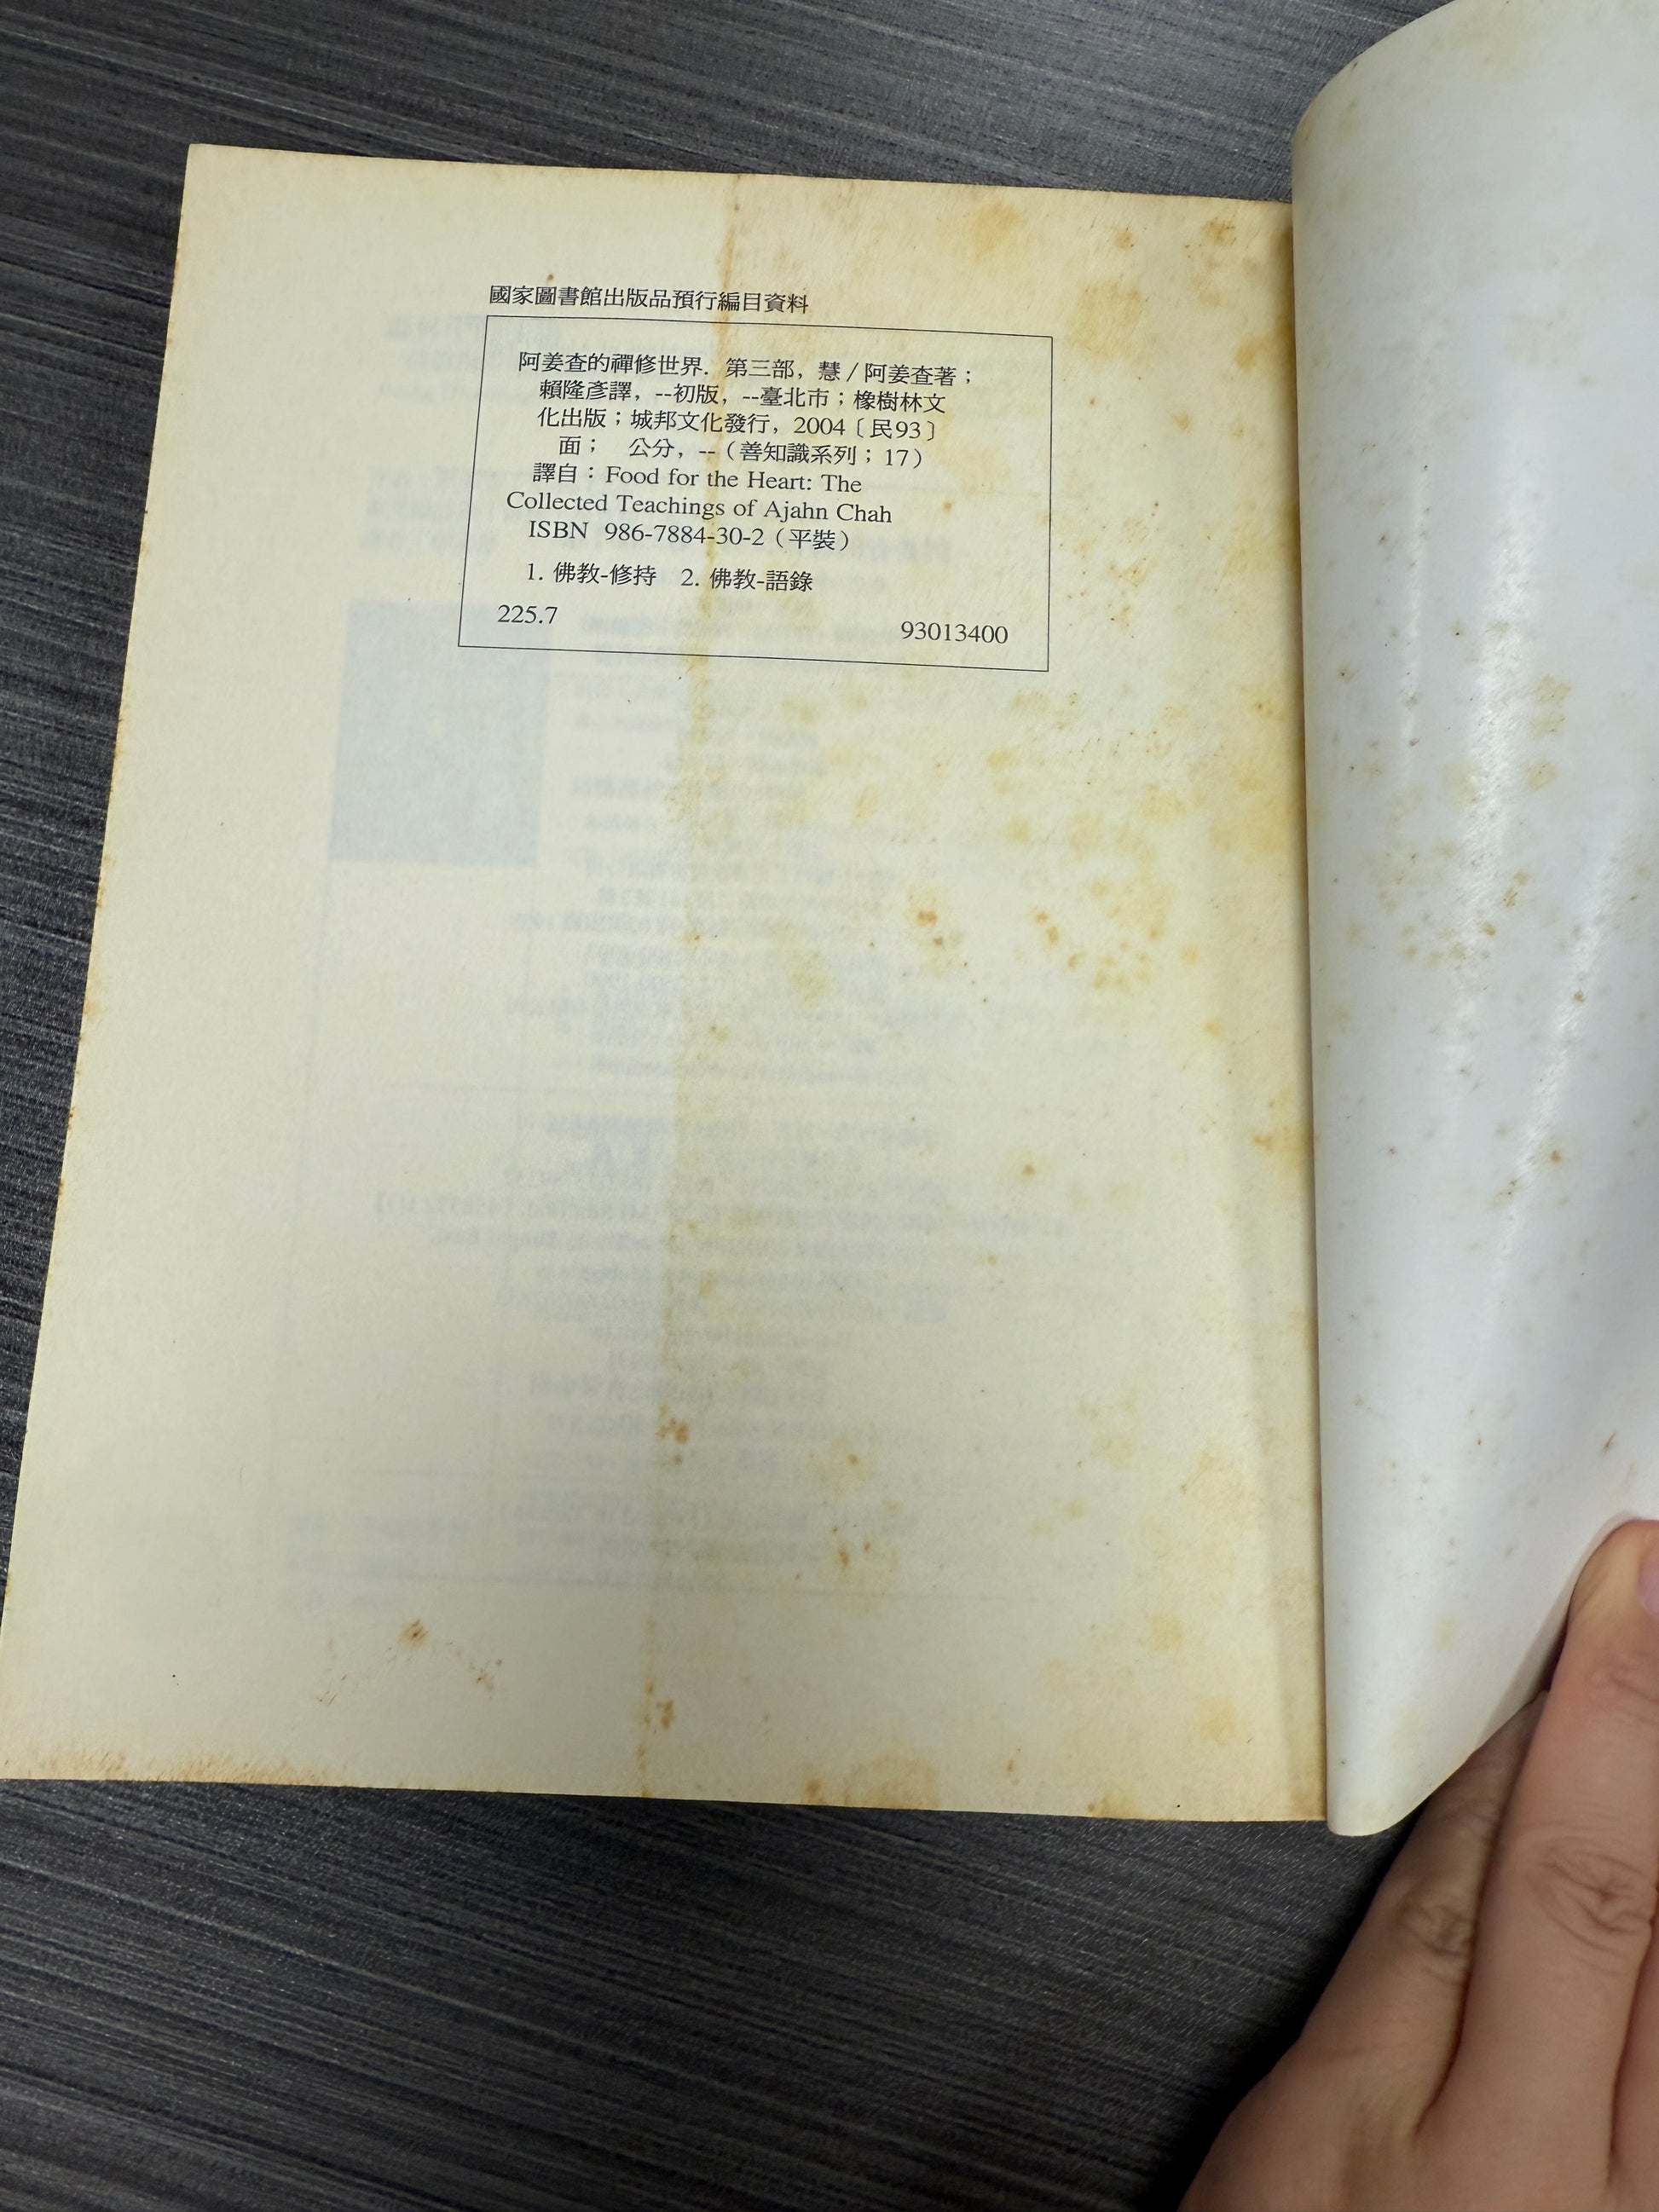 國家圖書館出版品預行編目資料
阿姜查的禪修世界．第三部，慧／阿姜查著；
賴隆彥譯，--初版，--臺北市；橡樹林文
化出版；城邦文化發行，2004〔民93〕
面；　公分，--（善知識系列；17）
譯自：Food for the Heart: The
Collected Teachings of Ajahn Chah
ISBN 986-7884-30-2（平裝）
1. 佛教-修持　2. 佛教-語錄
225.7　93013400